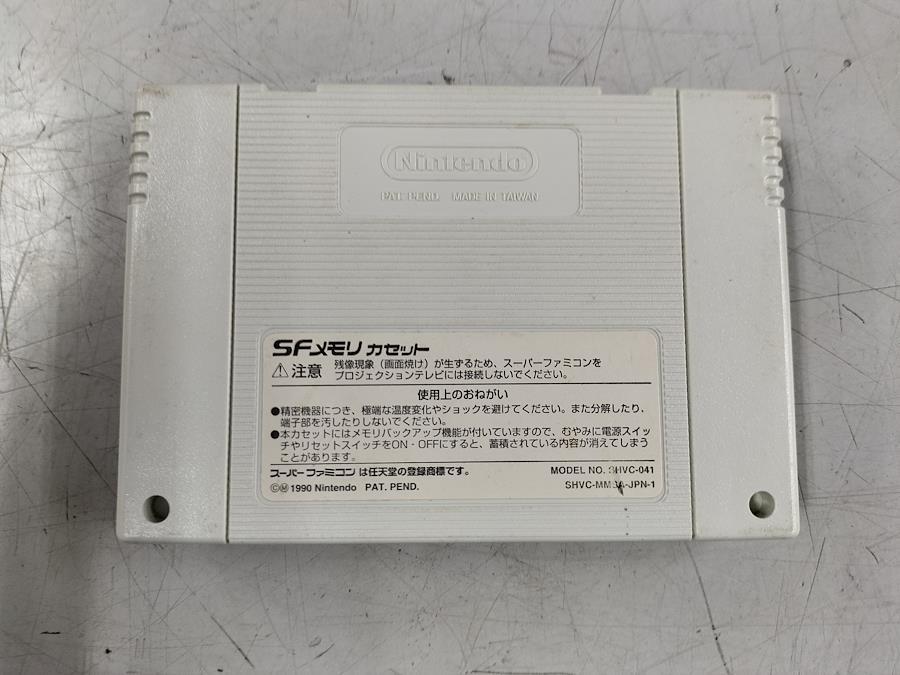 Nintendo
PAT. PEND. MADE IN TAIWAN
SFメモリ カセット
⚠注意 残像現象（画面焼け）が生ずるため、スーパーファミコンを
プロジェクションテレビには接続しないでください。
使用上のおねがい
●精密機器につき、極端な温度変化やショックを避けてください。また分解したり、
端子部を汚したりしないでください。
●本カセットにはメモリバックアップ機能が付いていますので、むやみに電源スイッ
チやリセットスイッチをON・OFFにすると、蓄積されている内容が消えてしまう
ことがあります。
スーパーファミコンは任天堂の登録商標です。 MODEL NO. SHVC-041
©Ⓜ1990 Nintendo PAT. PEND. SHVC-MMSA-JPN-1